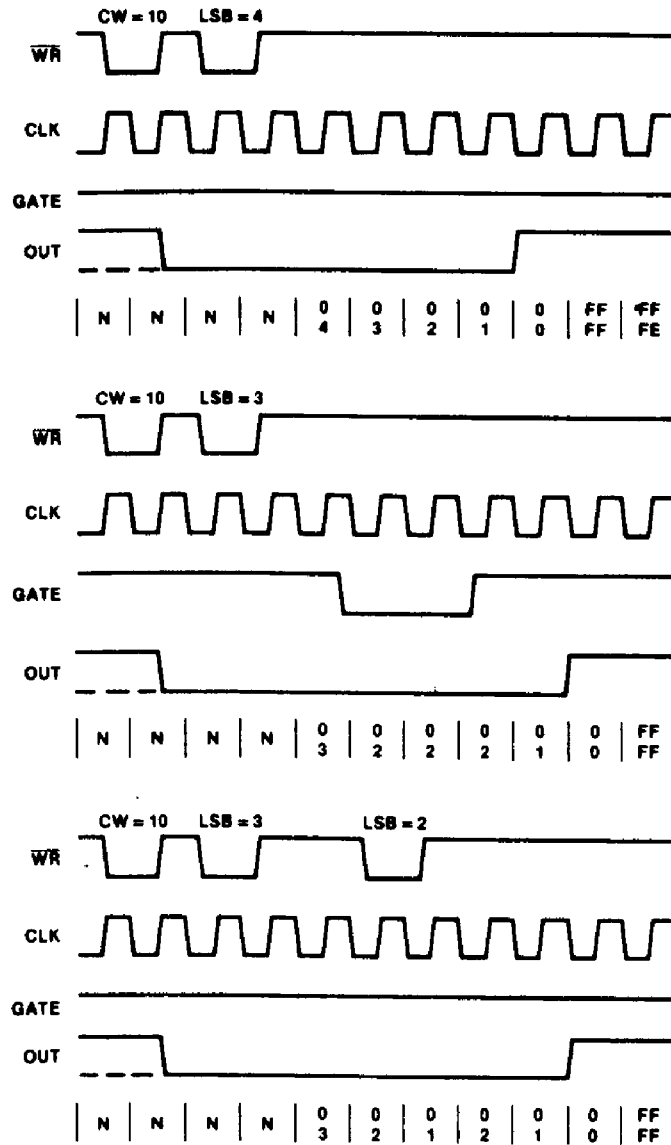 CW = 10 LSB = 4
WR
CLK
GATE
OUT
N N N N 0 0 0 0 0 FF FF
4 3 2 1 0 FF FE
CW = 10 LSB = 3
WR
CLK
GATE
OUT
N N N N 0 0 0 0 0 0 FF
3 2 2 2 1 0 FF
CW = 10 LSB = 3 LSB = 2
WR
CLK
GATE
OUT
N N N N 0 0 0 0 0 0 FF
3 2 1 2 1 0 FF